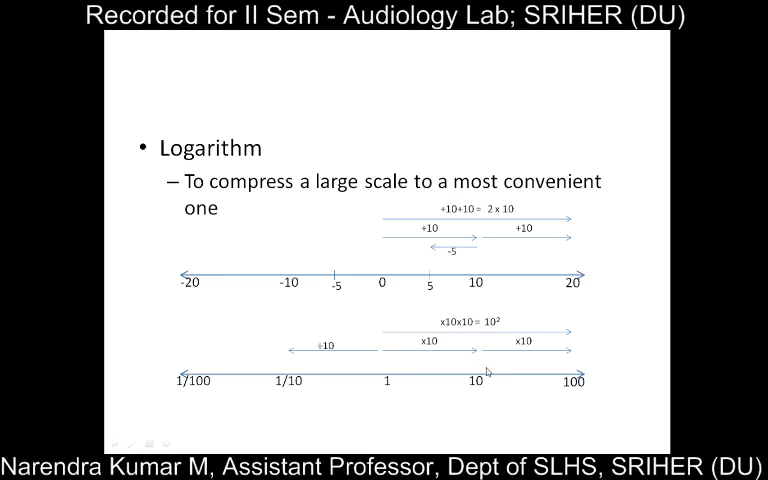 Recorded for II Sem - Audiology Lab; SRIHER (DU)
• Logarithm
– To compress a large scale to a most convenient
one
+10+10 = 2 x 10
+10 +10
-5
-20 -10 -5 0 5 10 20
x10x10 = 10²
÷10 x10 x10
1/100 1/10 1 10 100
Narendra Kumar M, Assistant Professor, Dept of SLHS, SRIHER (DU)